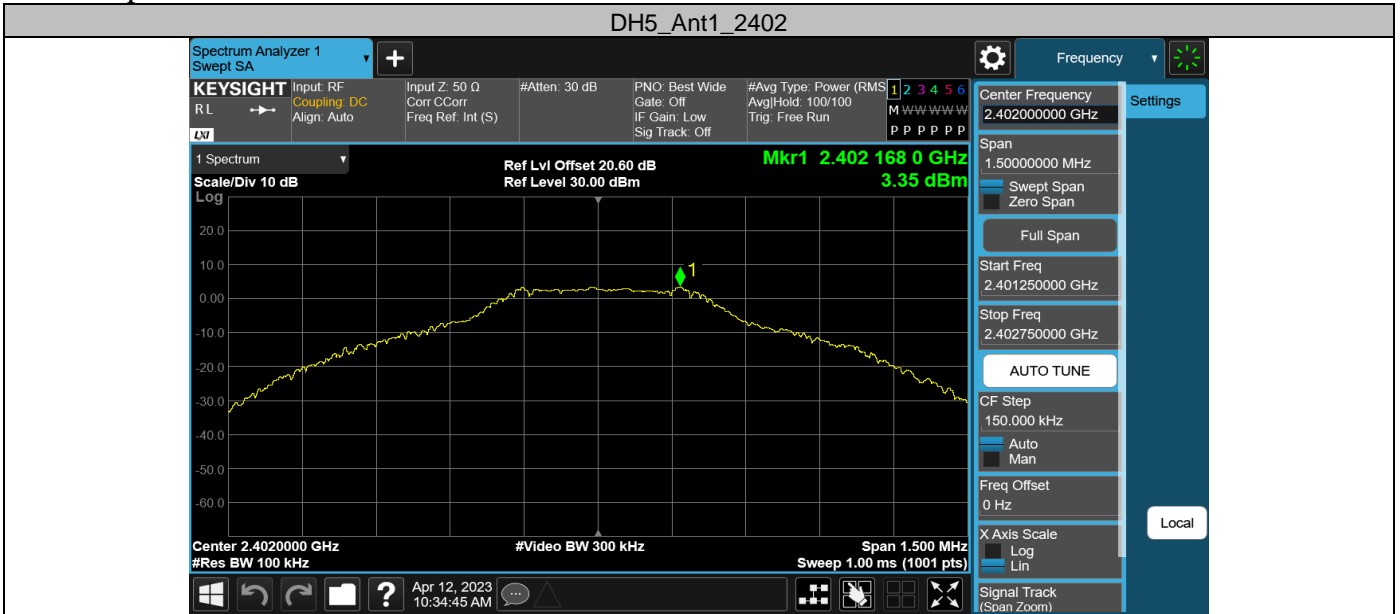 DH5_Ant1_2402
Spectrum Analyzer 1
Swept SA
Frequency
KEYSIGHT
RL
LXI
Input: RF
Coupling: DC
Align: Auto
Input Z: 50 Ω
Corr CCorr
Freq Ref: Int (S)
#Atten: 30 dB
PNO: Best Wide
Gate: Off
IF Gain: Low
Sig Track: Off
#Avg Type: Power (RMS
Avg|Hold: 100/100
Trig: Free Run
1 2 3 4 5 6
M W W W W W
P P P P P P
1 Spectrum
Scale/Div 10 dB
Ref Lvl Offset 20.60 dB
Ref Level 30.00 dBm
Mkr1 2.402 168 0 GHz
3.35 dBm
Log
20.0
10.0
0.00
-10.0
-20.0
-30.0
-40.0
-50.0
-60.0
1
Center 2.4020000 GHz
#Res BW 100 kHz
#Video BW 300 kHz
Span 1.500 MHz
Sweep 1.00 ms (1001 pts)
Center Frequency
2.402000000 GHz
Span
1.50000000 MHz
Swept Span
Zero Span
Full Span
Start Freq
2.401250000 GHz
Stop Freq
2.402750000 GHz
AUTO TUNE
CF Step
150.000 kHz
Auto
Man
Freq Offset
0 Hz
X Axis Scale
Log
Lin
Signal Track
(Span Zoom)
Settings
Local
?
Apr 12, 2023
10:34:45 AM